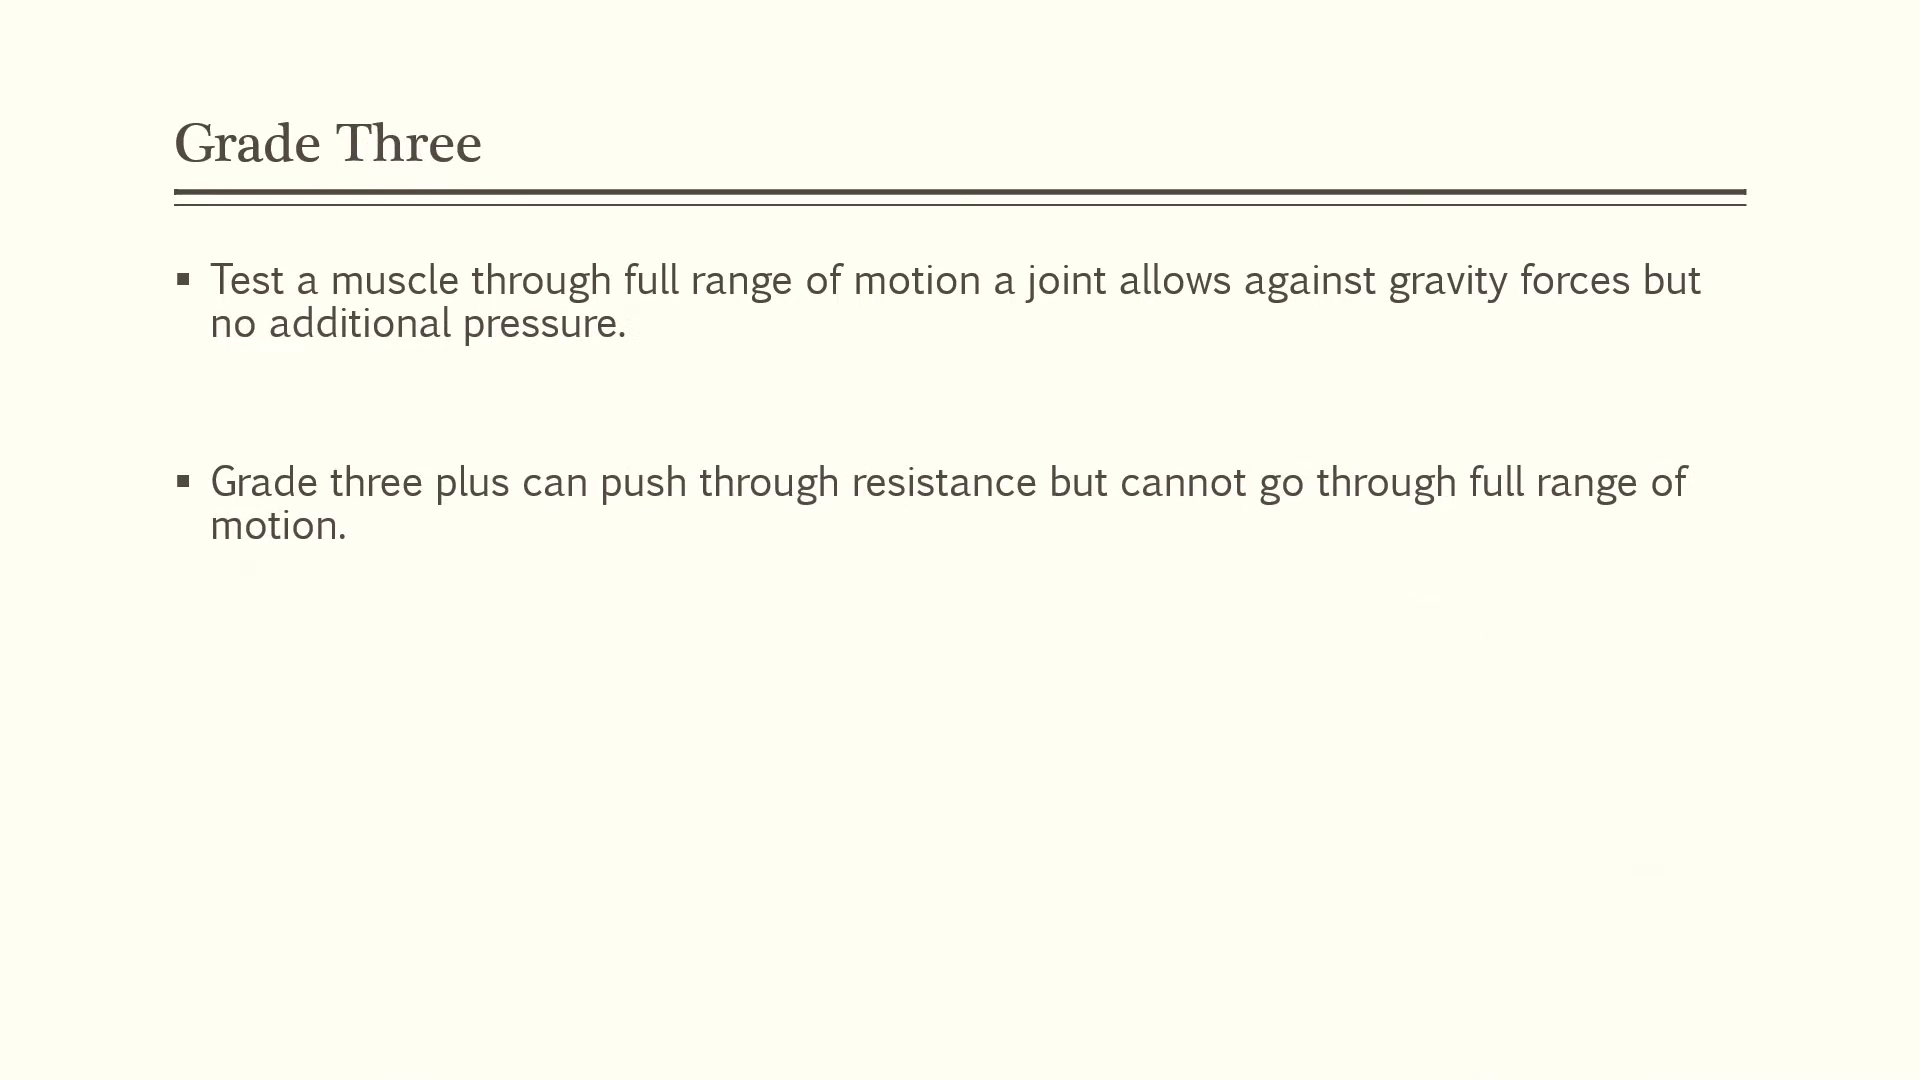 Grade Three
▪ Test a muscle through full range of motion a joint allows against gravity forces but
no additional pressure.
▪ Grade three plus can push through resistance but cannot go through full range of
motion.